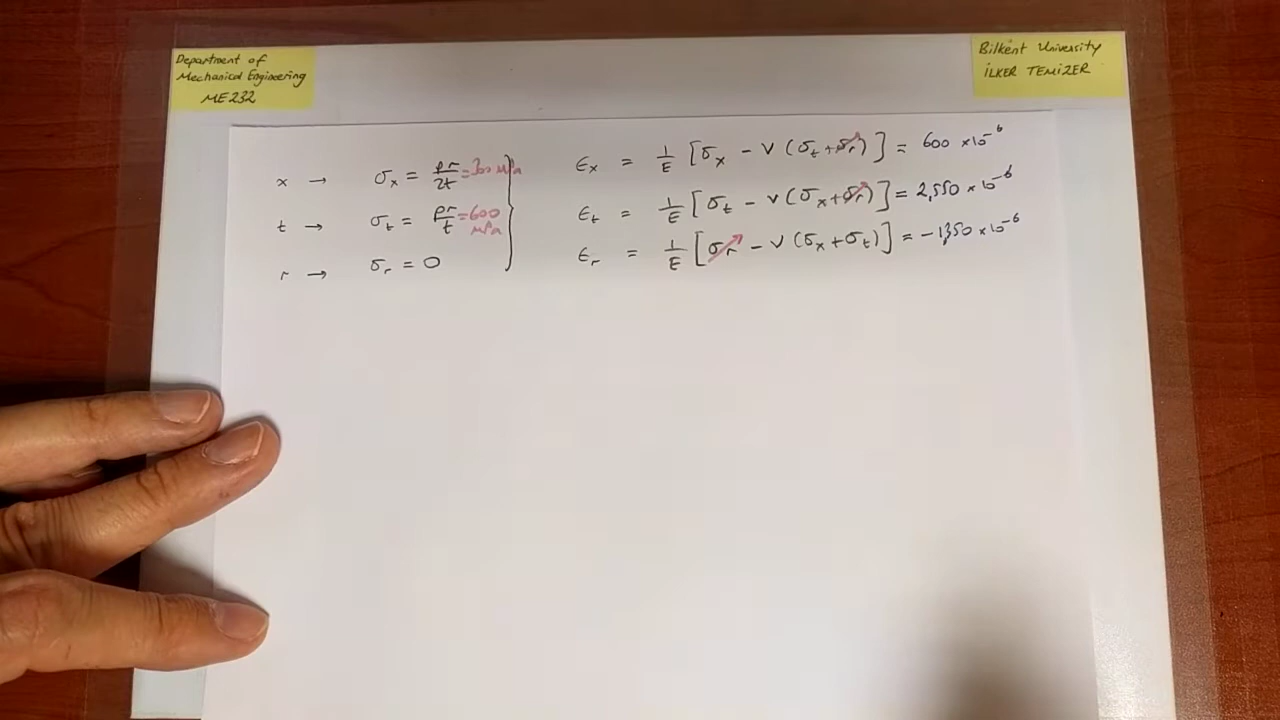 Department of
Mechanical Engineering
ME232
Bilkent University
İLKER TEMİZER
x → σₓ = pr/2t = 300 MPa
t → σₜ = pr/t = 600 MPa
r → σᵣ = 0
ϵₓ = 1/E [σₓ − ν (σₜ + σᵣ)] = 600 × 10⁻⁶
ϵₜ = 1/E [σₜ − ν (σₓ + σᵣ)] = 2,550 × 10⁻⁶
ϵᵣ = 1/E [σᵣ − ν (σₓ + σₜ)] = −1,350 × 10⁻⁶